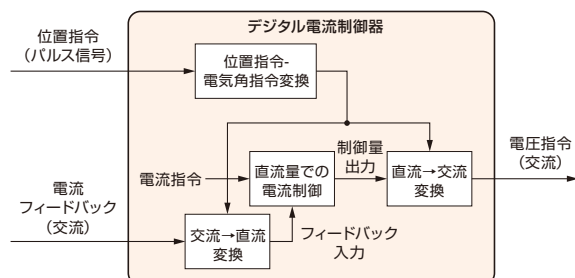 デジタル電流制御器
位置指令
（パルス信号）
位置指令-
電気角指令変換
制御量
出力
電圧指令
（交流）
電流指令
直流量での
電流制御
直流→交流
変換
電流
フィードバック
（交流）
交流→直流
変換
フィードバック
入力